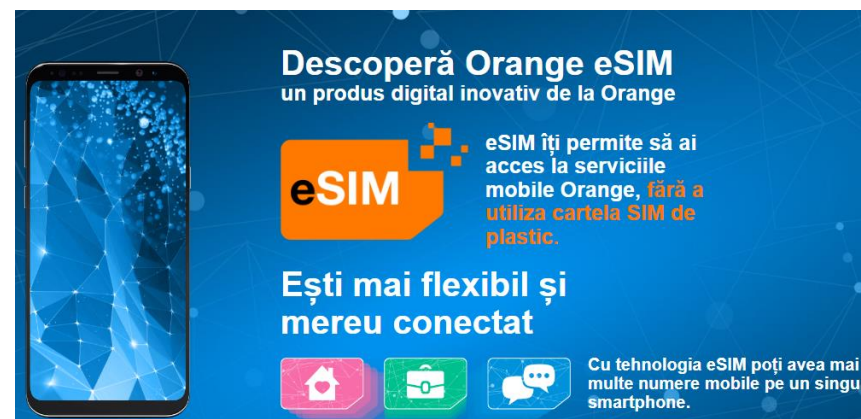 Descoperă Orange eSIM
un produs digital inovativ de la Orange
eSIM
eSIM îți permite să ai
acces la serviciile
mobile Orange, fără a
utiliza cartela SIM de
plastic.
Ești mai flexibil și
mereu conectat
Cu tehnologia eSIM poți avea mai
multe numere mobile pe un singu
smartphone.